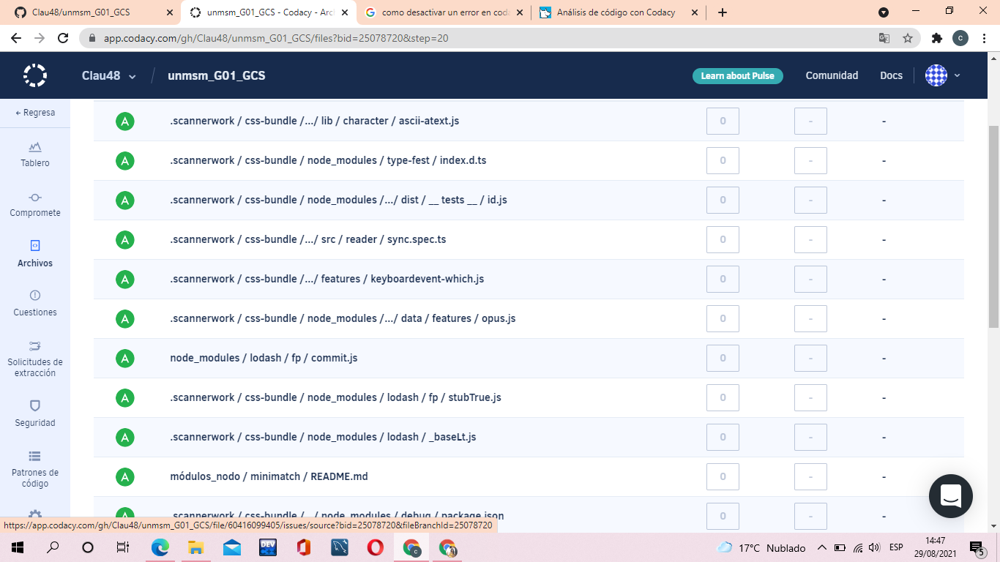 Clau48/unmsm_G01_GCS
unmsm_G01_GCS - Codacy - Arc
como desactivar un error en coda
Análisis de código con Codacy
app.codacy.com/gh/Clau48/unmsm_G01_GCS/files?bid=25078720&step=20
c
Clau48
/
unmsm_G01_GCS
Learn about Pulse
Comunidad
Docs
← Regresa
Tablero
Compromete
Archivos
Cuestiones
Solicitudes de
extracción
Seguridad
Patrones de
código
A .scannerwork / css-bundle /.../ lib / character / ascii-atext.js 0 - -
A .scannerwork / css-bundle / node_modules / type-fest / index.d.ts 0 - -
A .scannerwork / css-bundle / node_modules /.../ dist / __ tests __ / id.js 0 - -
A .scannerwork / css-bundle /.../ src / reader / sync.spec.ts 0 - -
A .scannerwork / css-bundle /.../ features / keyboardevent-which.js 0 - -
A .scannerwork / css-bundle / node_modules /.../ data / features / opus.js 0 - -
A node_modules / lodash / fp / commit.js 0 - -
A .scannerwork / css-bundle / node_modules / lodash / fp / stubTrue.js 0 - -
A .scannerwork / css-bundle / node_modules / lodash / _baseLt.js 0 - -
A módulos_nodo / minimatch / README.md 0 - -
A .scannerwork / css-bundle /.../ node_modules / debug / package.json 0 - -
https://app.codacy.com/gh/Clau48/unmsm_G01_GCS/file/60416099405/issues/source?bid=25078720&fileBranchId=25078720
DEV
c
17°C Nublado
ESP
14:47
29/08/2021
5